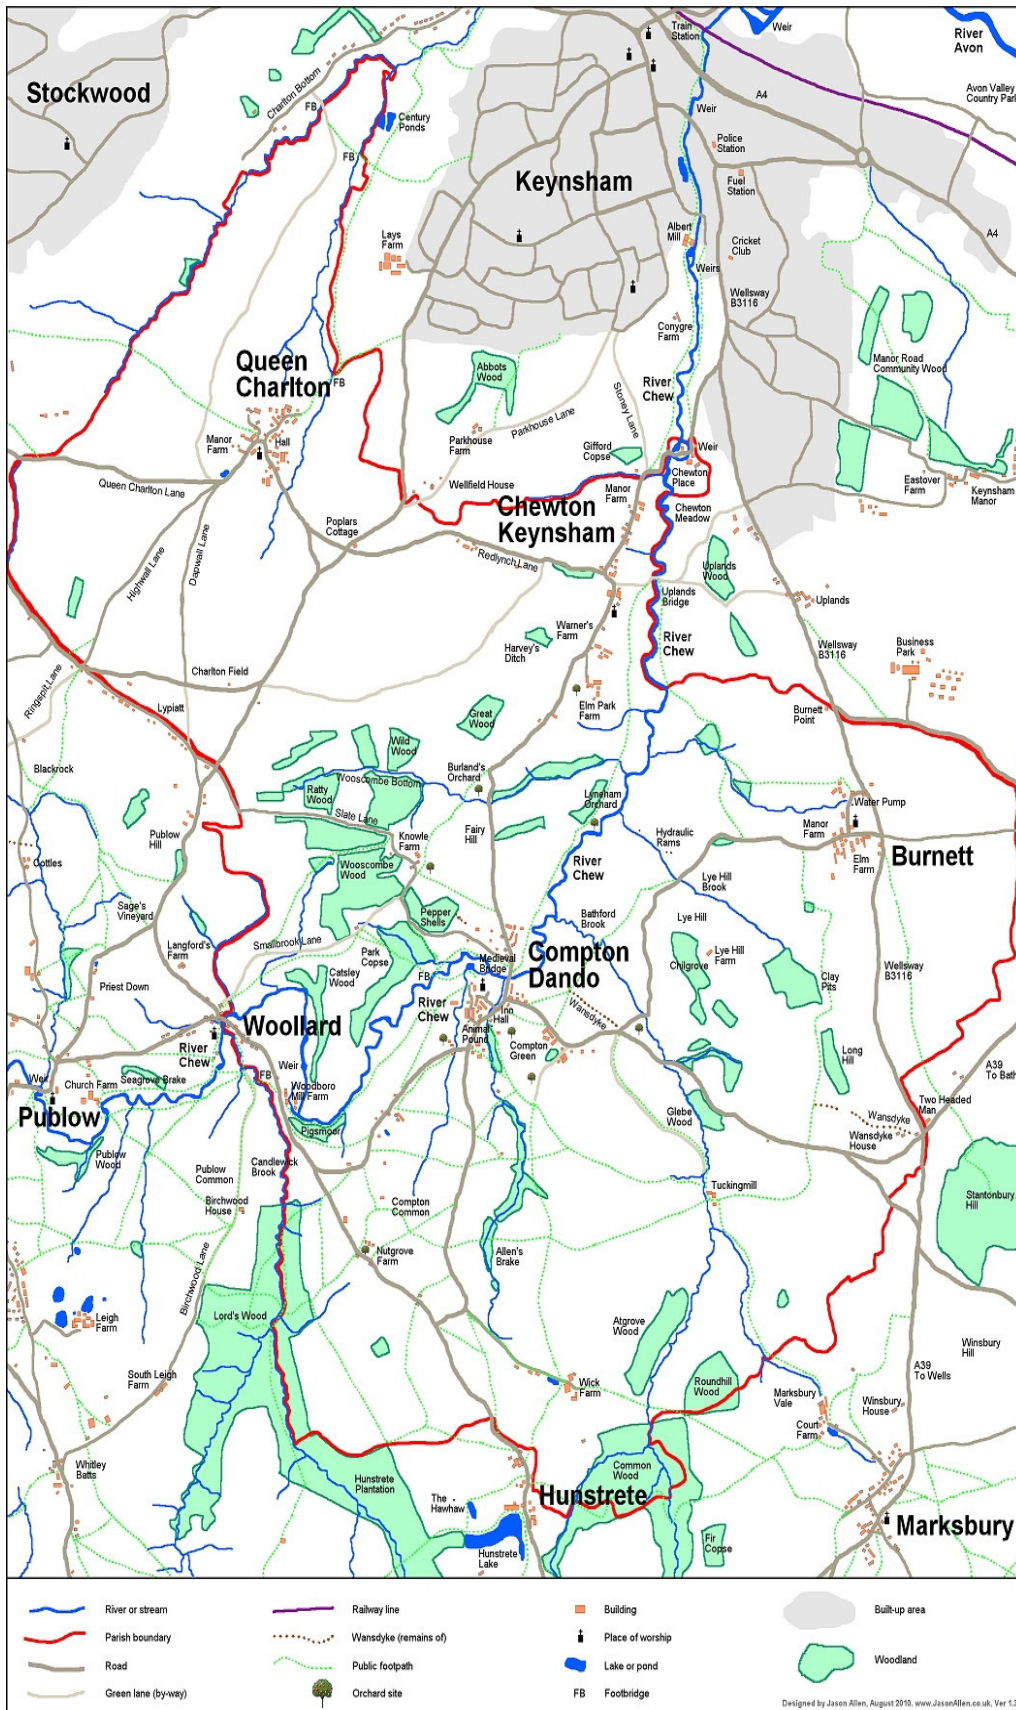 Train
Station
Weir
River
Avon
Stockwood
Charlton Bottom
FB
Century
Ponds
FB
Weir
A4
Avon Valley
Country Park
Police
Station
Fuel
Station
Keynsham
Lays
Farm
Albert
Mill
Cricket
Club
Weirs
A4
Wellsway
B3116
Conygre
Farm
Manor Road
Community Wood
Queen
Charlton
FB
Abbots
Wood
River
Chew
Stoney Lane
Parkhouse Lane
Parkhouse
Farm
Manor
Farm
Hall
Gifford
Copse
Weir
Chewton
Place
Queen Charlton Lane
Wellfield House
Manor
Farm
Eastover
Farm
Keynsham
Manor
Chewton
Keynsham
Chewton
Meadow
Poplars
Cottage
Highwall Lane
Dapwall Lane
Redlynch Lane
Uplands
Wood
Uplands
Bridge
Uplands
Warner's
Farm
Harvey's
Ditch
River
Chew
Wellsway
B3116
Business
Park
Ringspit Lane
Charlton Field
Lypiatt
Elm Park
Farm
Great
Wood
Burnett
Point
Wild
Wood
Blackrock
Wooscombe Bottom
Burland's
Orchard
Ratty
Wood
Lyneham
Orchard
Water Pump
Slate Lane
Publow
Hill
Knowle
Farm
Fairy
Hill
Hydraulic
Rams
Manor
Farm
Burnett
Cottles
Wooscombe
Wood
River
Chew
Lye Hill
Brook
Elm
Farm
Sage's
Vineyard
Pepper
Shells
Bathford
Brook
Lye Hill
Langford's
Farm
Smallbrook Lane
Park
Copse
Compton
Dando
Chilgrove
Lye Hill
Farm
Medieval
Bridge
Priest Down
Catsley
Wood
FB
Clay
Pits
Wellsway
B3116
River
Chew
Inn
Hall
Wansdyke
Woollard
Animal
Pound
Compton
Green
River
Chew
Long
Hill
Weir
Church Farm
Seagrove Brake
FB
Weir
Woodboro
Mill Farm
A39
To Bath
Publow
Two Headed
Man
Glebe
Wood
Wansdyke
Wansdyke
House
Pigsmoor
Publow
Wood
Publow
Common
Candlewick
Brook
Birchwood
House
Compton
Common
Tuckingmill
Stantonbury
Hill
Nutgrove
Farm
Allen's
Brake
Birchwood Lane
Leigh
Farm
Lord's Wood
Atgrove
Wood
Winsbury
Hill
A39
To Wells
South Leigh
Farm
Wick
Farm
Roundhill
Wood
Marksbury
Vale
Winsbury
House
Court
Farm
Whitley
Batts
Hunstrete
Plantation
Common
Wood
The
Hawhaw
Hunstrete
Marksbury
Hunstrete
Lake
Fir
Copse
River or stream
Railway line
Building
Built-up area
Parish boundary
Wansdyke (remains of)
Place of worship
Road
Public footpath
Lake or pond
Woodland
Green lane (by-way)
Orchard site
FB
Footbridge
Designed by Jason Allen, August 2010. www.JasonAllen.co.uk. Ver 1.3